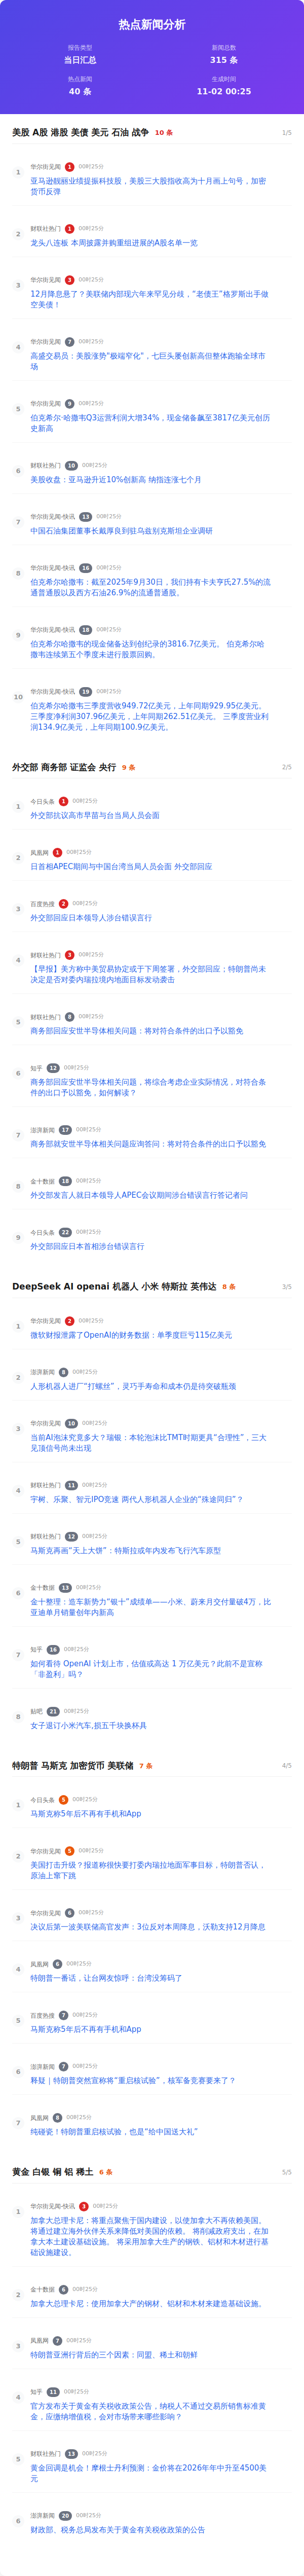 热点新闻分析
报告类型
新闻总数
当日汇总
315 条
热点新闻
生成时间
40 条
11-02 00:25
美股 A股 港股 美债 美元 石油 战争 10 条 1/5
1
华尔街见闻 1 00时25分
亚马逊靓丽业绩提振科技股，美股三大股指收高为十月画上句号，加密
货币反弹
2
财联社热门 1 00时25分
龙头八连板 本周披露并购重组进展的A股名单一览
3
华尔街见闻 3 00时25分
12月降息悬了？美联储内部现六年来罕见分歧，“老债王”格罗斯出手做
空美债！
4
华尔街见闻 7 00时25分
高盛交易员：美股涨势"极端窄化"，七巨头屡创新高但整体跑输全球市
场
5
华尔街见闻 9 00时25分
伯克希尔·哈撒韦Q3运营利润大增34%，现金储备飙至3817亿美元创历
史新高
6
财联社热门 10 00时25分
美股收盘：亚马逊升近10%创新高 纳指连涨七个月
7
华尔街见闻-快讯 13 00时25分
中国石油集团董事长戴厚良到驻乌兹别克斯坦企业调研
8
华尔街见闻-快讯 16 00时25分
伯克希尔哈撒韦：截至2025年9月30日，我们持有卡夫亨氏27.5%的流
通普通股以及西方石油26.9%的流通普通股。
9
华尔街见闻-快讯 18 00时25分
伯克希尔哈撒韦的现金储备达到创纪录的3816.7亿美元。 伯克希尔哈
撒韦连续第五个季度未进行股票回购。
10
华尔街见闻-快讯 19 00时25分
伯克希尔哈撒韦三季度营收949.72亿美元，上年同期929.95亿美元。
三季度净利润307.96亿美元，上年同期262.51亿美元。 三季度营业利
润134.9亿美元，上年同期100.9亿美元。
外交部 商务部 证监会 央行 9 条 2/5
1
今日头条 1 00时25分
外交部抗议高市早苗与台当局人员会面
2
凤凰网 1 00时25分
日首相APEC期间与中国台湾当局人员会面 外交部回应
3
百度热搜 2 00时25分
外交部回应日本领导人涉台错误言行
4
财联社热门 3 00时25分
【早报】美方称中美贸易协定或于下周签署，外交部回应；特朗普尚未
决定是否对委内瑞拉境内地面目标发动袭击
5
财联社热门 8 00时25分
商务部回应安世半导体相关问题：将对符合条件的出口予以豁免
6
知乎 12 00时25分
商务部回应安世半导体相关问题，将综合考虑企业实际情况，对符合条
件的出口予以豁免，如何解读？
7
澎湃新闻 17 00时25分
商务部就安世半导体相关问题应询答问：将对符合条件的出口予以豁免
8
金十数据 18 00时25分
外交部发言人就日本领导人APEC会议期间涉台错误言行答记者问
9
今日头条 22 00时25分
外交部回应日本首相涉台错误言行
DeepSeek AI openai 机器人 小米 特斯拉 英伟达 8 条 3/5
1
华尔街见闻 2 00时25分
微软财报泄露了OpenAI的财务数据：单季度巨亏115亿美元
2
澎湃新闻 8 00时25分
人形机器人进厂“打螺丝”，灵巧手寿命和成本仍是待突破瓶颈
3
华尔街见闻 10 00时25分
当前AI泡沫究竟多大？瑞银：本轮泡沫比TMT时期更具“合理性”，三大
见顶信号尚未出现
4
财联社热门 11 00时25分
宇树、乐聚、智元IPO竞速 两代人形机器人企业的“殊途同归”？
5
财联社热门 12 00时25分
马斯克再画“天上大饼”：特斯拉或年内发布飞行汽车原型
6
金十数据 13 00时25分
金十整理：造车新势力“银十”成绩单——小米、蔚来月交付量破4万，比
亚迪单月销量创年内新高
7
知乎 16 00时25分
如何看待 OpenAI 计划上市，估值或高达 1 万亿美元？此前不是宣称
「非盈利」吗？
8
贴吧 21 00时25分
女子退订小米汽车,损五千块换杯具
特朗普 马斯克 加密货币 美联储 7 条 4/5
1
今日头条 5 00时25分
马斯克称5年后不再有手机和App
2
华尔街见闻 5 00时25分
美国打击升级？报道称很快要打委内瑞拉地面军事目标，特朗普否认，
原油上窜下跳
3
华尔街见闻 6 00时25分
决议后第一波美联储高官发声：3位反对本周降息，沃勒支持12月降息
4
凤凰网 6 00时25分
特朗普一番话，让台网友惊呼：台湾没筹码了
5
百度热搜 7 00时25分
马斯克称5年后不再有手机和App
6
澎湃新闻 7 00时25分
释疑｜特朗普突然宣称将“重启核试验”，核军备竞赛要来了？
7
凤凰网 8 00时25分
纯碰瓷！特朗普重启核试验，也是“给中国送大礼”
黄金 白银 铜 铝 稀土 6 条 5/5
1
华尔街见闻-快讯 3 00时25分
加拿大总理卡尼：将重点聚焦于国内建设，以使加拿大不再依赖美国。
将通过建立海外伙伴关系来降低对美国的依赖。 将削减政府支出，在加
拿大本土建设基础设施。 将采用加拿大生产的钢铁、铝材和木材进行基
础设施建设。
2
金十数据 6 00时25分
加拿大总理卡尼：使用加拿大产的钢材、铝材和木材来建造基础设施。
3
凤凰网 7 00时25分
特朗普亚洲行背后的三个因素：同盟、稀土和朝鲜
4
知乎 11 00时25分
官方发布关于黄金有关税收政策公告，纳税人不通过交易所销售标准黄
金，应缴纳增值税，会对市场带来哪些影响？
5
财联社热门 13 00时25分
黄金回调是机会！摩根士丹利预测：金价将在2026年年中升至4500美
元
6
澎湃新闻 20 00时25分
财政部、税务总局发布关于黄金有关税收政策的公告